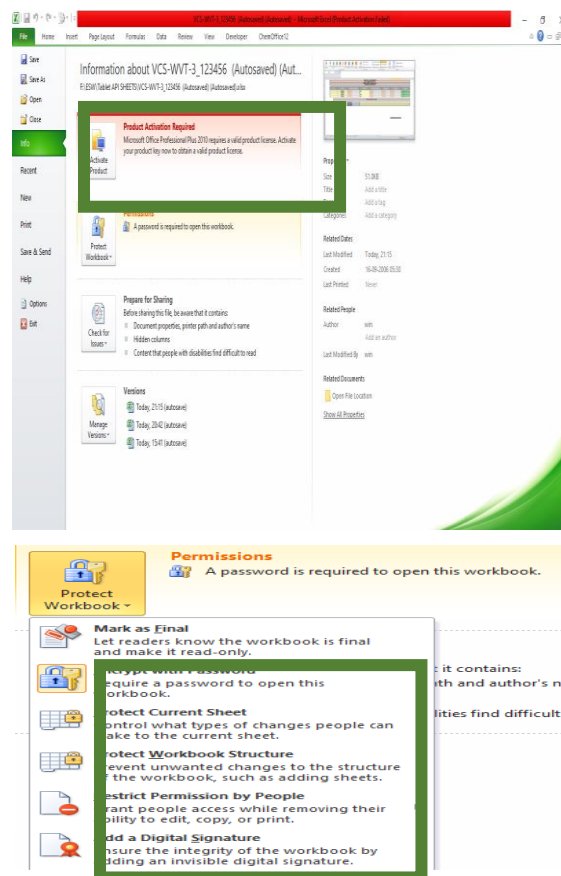 VCS-WVT-3_123456 (Autosaved) (Autosaved) - Microsoft Excel (Product Activation Failed)
File Home Insert Page Layout Formulas Data Review View Developer ChemOffice12
Save
Save As
Open
Close
Info
Recent
New
Print
Save & Send
Help
Options
Exit
Information about VCS-WVT-3_123456 (Autosaved) (Aut...
Product Activation Required
Microsoft Office Professional Plus 2010 requires a valid product license. Activate
your product key now to obtain a valid product license.
Activate
Product
Permissions
A password is required to open this workbook.
Protect
Workbook
Prepare for Sharing
Before sharing this file, be aware that it contains:
Document properties, printer path and author's name
Hidden columns
Content that people with disabilities find difficult to read
Check for
Issues
Versions
Today, 21:15 (autosave)
Today, 20:42 (autosave)
Today, 15:41 (autosave)
Manage
Versions
Size
Title Add a title
Add a tag
Categories Add a category
Related Dates
Last Modified Today, 21:15
Created 16-09-2006 05:30
Last Printed Never
Related People
Author win
Add an author
Last Modified By win
Related Documents
Open File Location
Show All Properties
Permissions
A password is required to open this workbook.
Protect
Workbook
Mark as Final
Let readers know the workbook is final
and make it read-only.
ncrypt with Password
equire a password to open this
orkbook.
rotect Current Sheet
ontrol what types of changes people can
ake to the current sheet.
rotect Workbook Structure
revent unwanted changes to the structure
f the workbook, such as adding sheets.
estrict Permission by People
rant people access while removing their
bility to edit, copy, or print.
dd a Digital Signature
nsure the integrity of the workbook by
dding an invisible digital signature.
it contains:
th and author's n
lities find difficult